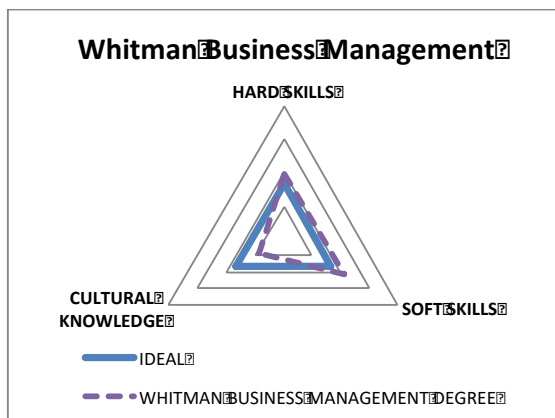 Whitman Business Management
HARD SKILLS
CULTURAL
KNOWLEDGE
SOFT SKILLS
IDEAL
WHITMAN BUSINESS MANAGEMENT DEGREE